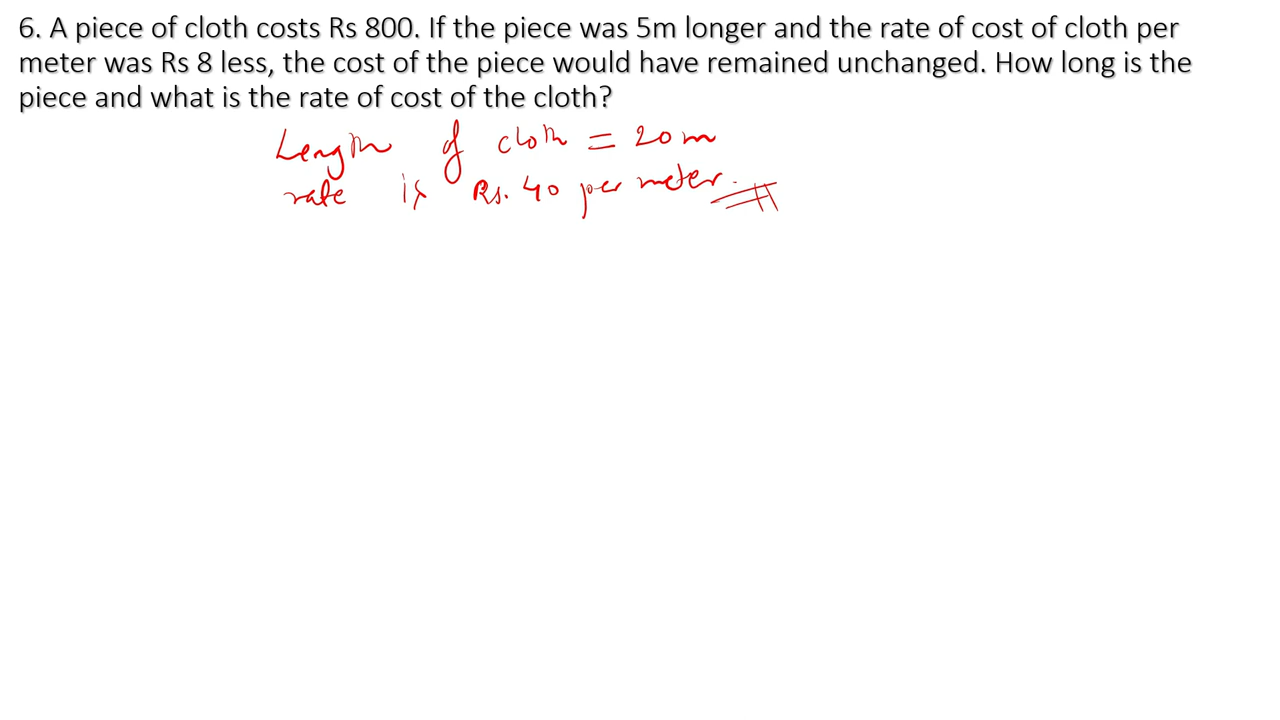 6. A piece of cloth costs Rs 800. If the piece was 5m longer and the rate of cost of cloth per
meter was Rs 8 less, the cost of the piece would have remained unchanged. How long is the
piece and what is the rate of cost of the cloth?
Length of cloth = 20 m
rate is Rs. 40 per meter.